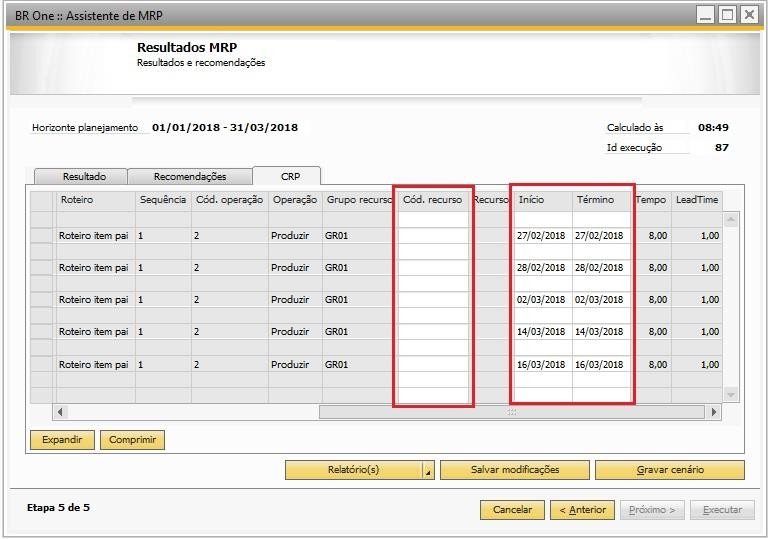 BR One :: Assistente de MRP
Resultados MRP
Resultados e recomendações
Horizonte planejamento 01/01/2018 - 31/03/2018 Calculado às 08:49
Id execução 87
Resultado Recomendações CRP
Roteiro Sequência Cód. operação Operação Grupo recurso Cód. recurso Recurso Início Término Tempo LeadTime
Roteiro item pai 1 2 Produzir GR01 27/02/2018 27/02/2018 8,00 1,00
Roteiro item pai 1 2 Produzir GR01 28/02/2018 28/02/2018 8,00 1,00
Roteiro item pai 1 2 Produzir GR01 02/03/2018 02/03/2018 8,00 1,00
Roteiro item pai 1 2 Produzir GR01 14/03/2018 14/03/2018 8,00 1,00
Roteiro item pai 1 2 Produzir GR01 16/03/2018 16/03/2018 8,00 1,00
Expandir Comprimir
Relatório(s) Salvar modificações Gravar cenário
Etapa 5 de 5 Cancelar < Anterior Próximo > Executar